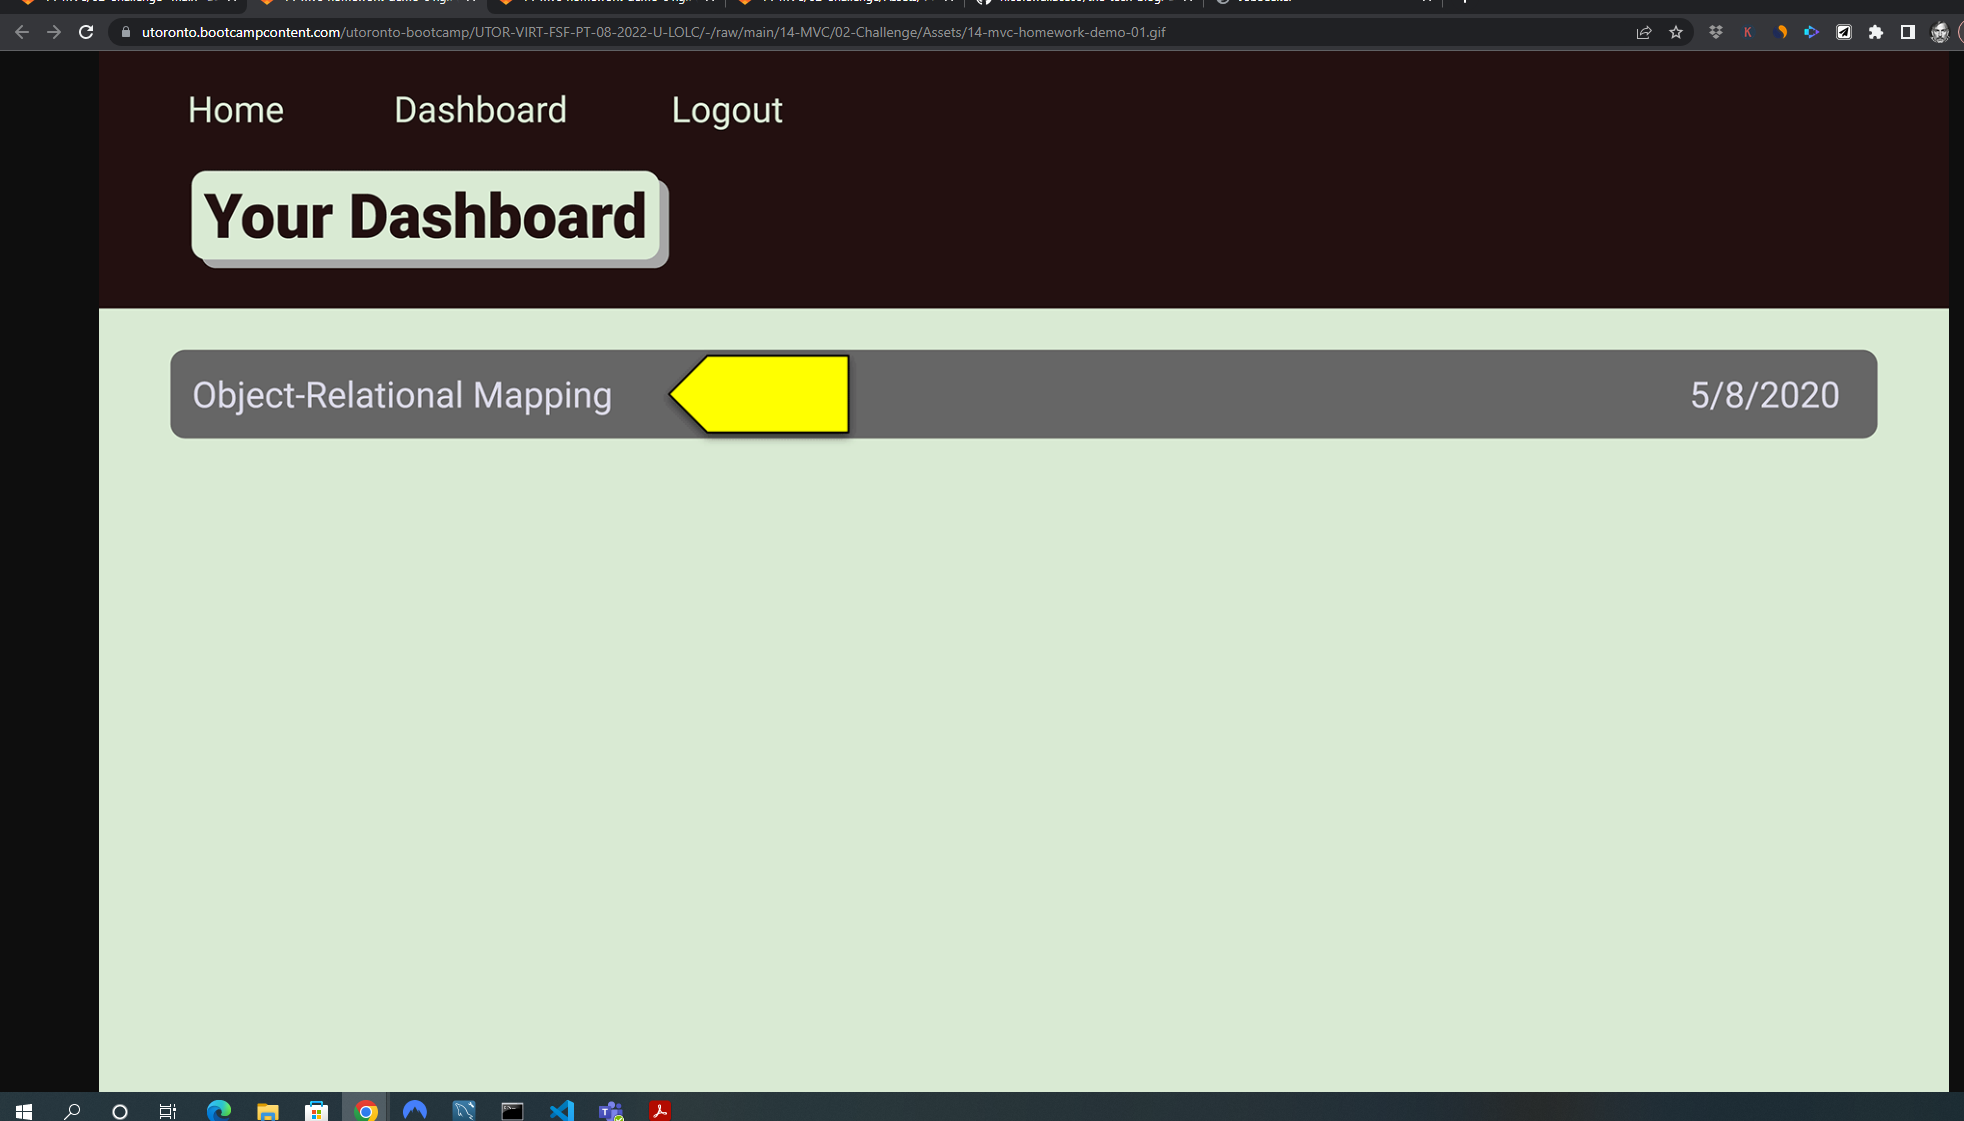 utoronto.bootcampcontent.com/utoronto-bootcamp/UTOR-VIRT-FSF-PT-08-2022-U-LOLC/-/raw/main/14-MVC/02-Challenge/Assets/14-mvc-homework-demo-01.gif
Home Dashboard Logout
Your Dashboard
Object-Relational Mapping 5/8/2020